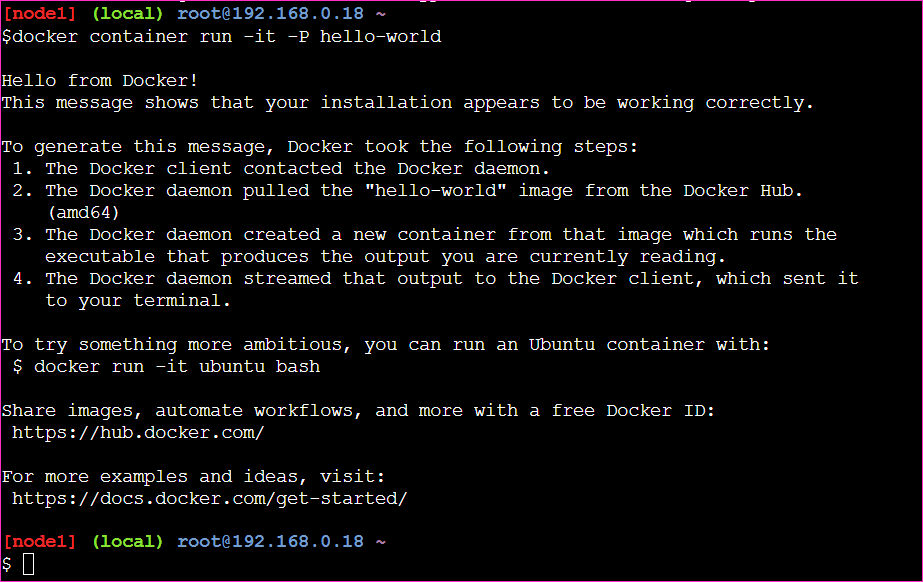 [node1] (local) root@192.168.0.18 ~
$docker container run -it -P hello-world
Hello from Docker!
This message shows that your installation appears to be working correctly.
To generate this message, Docker took the following steps:
1. The Docker client contacted the Docker daemon.
2. The Docker daemon pulled the "hello-world" image from the Docker Hub.
(amd64)
3. The Docker daemon created a new container from that image which runs the
executable that produces the output you are currently reading.
4. The Docker daemon streamed that output to the Docker client, which sent it
to your terminal.
To try something more ambitious, you can run an Ubuntu container with:
$ docker run -it ubuntu bash
Share images, automate workflows, and more with a free Docker ID:
https://hub.docker.com/
For more examples and ideas, visit:
https://docs.docker.com/get-started/
[node1] (local) root@192.168.0.18 ~
$